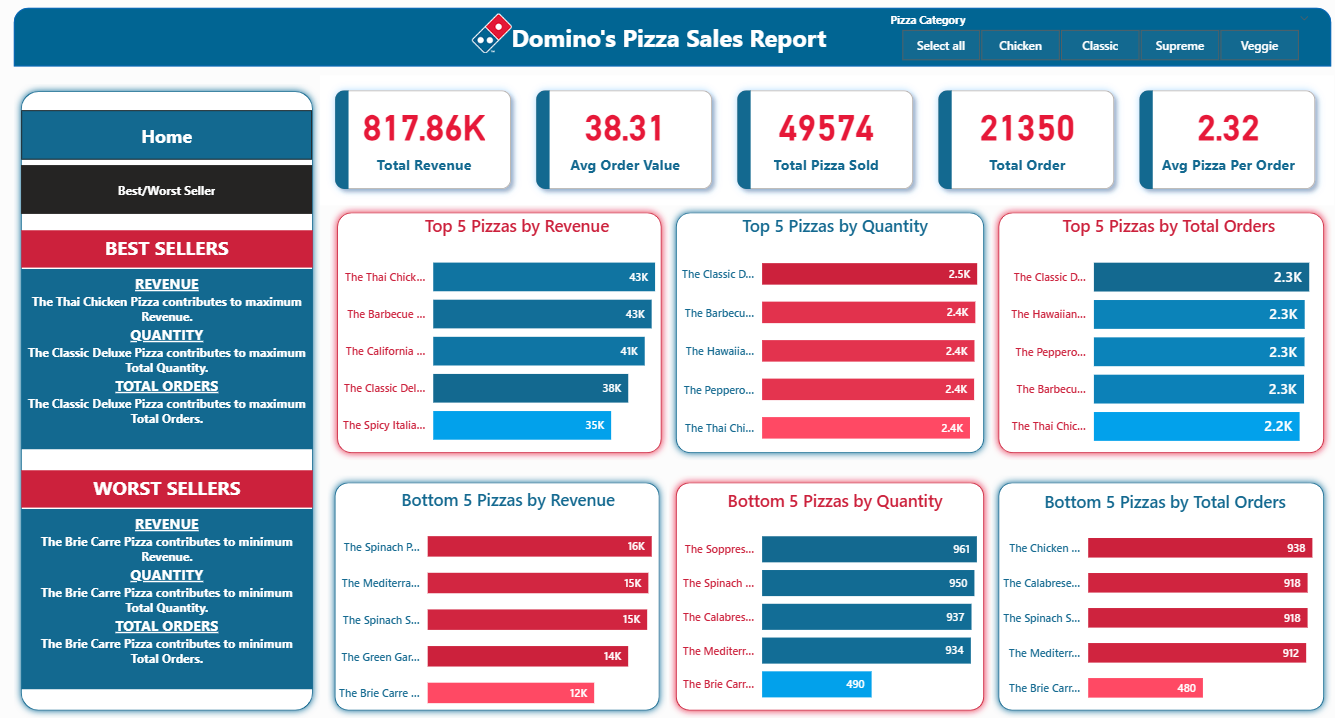 Domino's Pizza Sales Report
Pizza Category
Select all
Chicken
Classic
Supreme
Veggie
Home
Best/Worst Seller
BEST SELLERS
REVENUE
The Thai Chicken Pizza contributes to maximum
Revenue.
QUANTITY
The Classic Deluxe Pizza contributes to maximum
Total Quantity.
TOTAL ORDERS
The Classic Deluxe Pizza contributes to maximum
Total Orders.
WORST SELLERS
REVENUE
The Brie Carre Pizza contributes to minimum
Revenue.
QUANTITY
The Brie Carre Pizza contributes to minimum
Total Quantity.
TOTAL ORDERS
The Brie Carre Pizza contributes to minimum
Total Orders.
817.86K
Total Revenue
38.31
Avg Order Value
49574
Total Pizza Sold
21350
Total Order
2.32
Avg Pizza Per Order
Top 5 Pizzas by Revenue
The Thai Chick... 43K
The Barbecue ... 43K
The California ... 41K
The Classic Del... 38K
The Spicy Italia... 35K
Top 5 Pizzas by Quantity
The Classic D... 2.5K
The Barbecu... 2.4K
The Hawaiia... 2.4K
The Peppero... 2.4K
The Thai Chi... 2.4K
Top 5 Pizzas by Total Orders
The Classic D... 2.3K
The Hawaiian... 2.3K
The Peppero... 2.3K
The Barbecu... 2.3K
The Thai Chic... 2.2K
Bottom 5 Pizzas by Revenue
The Spinach P... 16K
The Mediterra... 15K
The Spinach S... 15K
The Green Gar... 14K
The Brie Carre ... 12K
Bottom 5 Pizzas by Quantity
The Soppres... 961
The Spinach ... 950
The Calabres... 937
The Mediterr... 934
The Brie Carr... 490
Bottom 5 Pizzas by Total Orders
The Chicken ... 938
The Calabrese... 918
The Spinach S... 918
The Mediterr... 912
The Brie Carr... 480